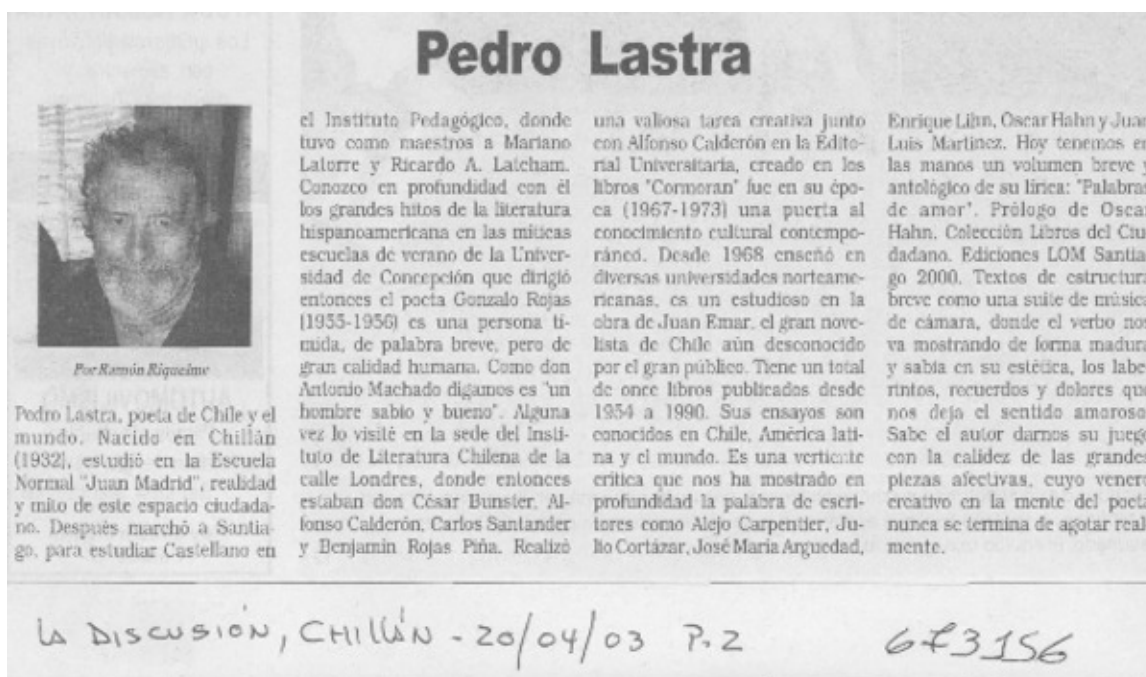 Pedro Lastra
Por Ramón Riquelme
Pedro Lastra, poeta de Chile y el
mundo. Nacido en Chillán
(1932), estudió en la Escuela
Normal "Juan Madrid", realidad
y mito de este espacio ciudada-
no. Después marchó a Santia-
go, para estudiar Castellano en
el Instituto Pedagógico, donde
tuvo como maestros a Mariano
Latorre y Ricardo A. Latcham.
Conozco en profundidad con él
los grandes hitos de la literatura
hispanoamericana en las míticas
escuelas de verano de la Univer-
sidad de Concepción que dirigió
entonces el poeta Gonzalo Rojas
(1955-1956) es una persona tí-
mida, de palabra breve, pero de
gran calidad humana. Como don
Antonio Machado digamos es "un
hombre sabio y bueno". Alguna
vez lo visité en la sede del Insti-
tuto de Literatura Chilena de la
calle Londres, donde entonces
estaban don César Bunster, Al-
fonso Calderón, Carlos Santander
y Benjamín Rojas Piña. Realizó
una valiosa tarea creativa junto
con Alfonso Calderón en la Edito-
rial Universitaria, creado en los
libros "Cormoran" fue en su épo-
ca (1967-1973) una puerta al
conocimiento cultural contempo-
ráneo. Desde 1968 enseñó en
diversas universidades norteame-
ricanas, es un estudioso en la
obra de Juan Emar, el gran nove-
lista de Chile aún desconocido
por el gran público. Tiene un total
de once libros publicados desde
1954 a 1990. Sus ensayos son
conocidos en Chile, América lati-
na y el mundo. Es una vertiente
crítica que nos ha mostrado en
profundidad la palabra de escri-
tores como Alejo Carpentier, Ju-
lio Cortázar, José María Arguedad,
Enrique Lihn, Oscar Hahn y Juan
Luis Martínez. Hoy tenemos en
las manos un volumen breve y
antológico de su lírica: "Palabras
de amor". Prólogo de Oscar
Hahn. Colección Libros del Ciu-
dadano. Ediciones LOM Santia-
go 2000. Textos de estructura
breve como una suite de música
de cámara, donde el verbo nos
va mostrando de forma madura
y sabia en su estética, los labe-
rintos, recuerdos y dolores que
nos deja el sentido amoroso.
Sabe el autor darnos su juego
con la calidez de las grandes
piezas afectivas, cuyo venero
creativo en la mente del poeta
nunca se termina de agotar real-
mente.
LA DISCUSIÓN, CHILLÁN - 20/04/03 P. 2 673156